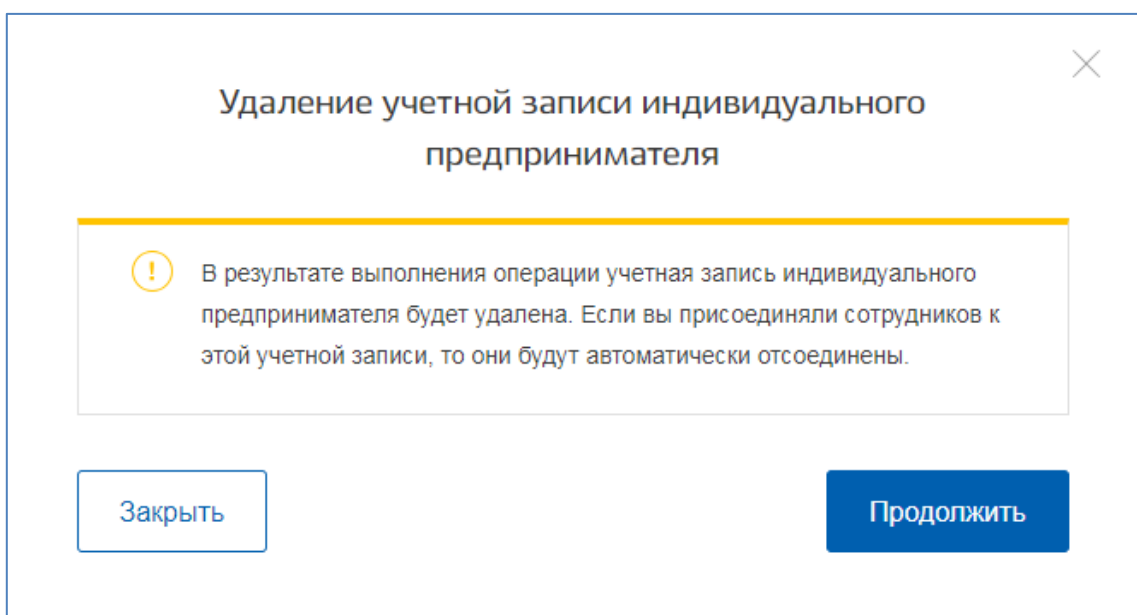 Удаление учетной записи индивидуального
предпринимателя
В результате выполнения операции учетная запись индивидуального
предпринимателя будет удалена. Если вы присоединяли сотрудников к
этой учетной записи, то они будут автоматически отсоединены.
Закрыть
Продолжить